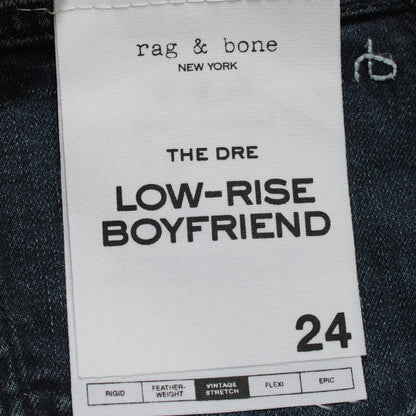 rag & bone
NEW YORK
THE DRE
LOW-RISE
BOYFRIEND
24
RIGID
FEATHER-
WEIGHT
VINTAGE
STRETCH
FLEXI
EPIC